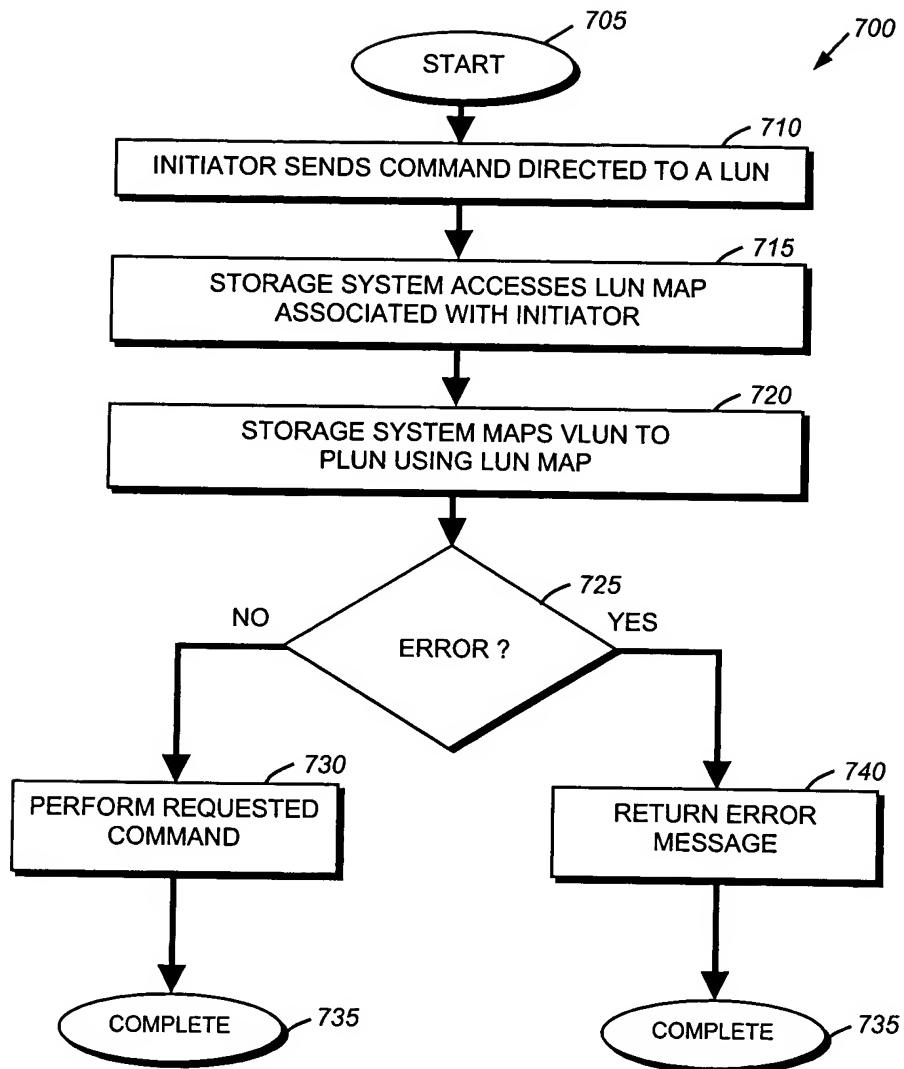 705
700
START
710
INITIATOR SENDS COMMAND DIRECTED TO A LUN
715
STORAGE SYSTEM ACCESSES LUN MAP
ASSOCIATED WITH INITIATOR
720
STORAGE SYSTEM MAPS VLUN TO
PLUN USING LUN MAP
725
NO
YES
ERROR ?
730
PERFORM REQUESTED
COMMAND
740
RETURN ERROR
MESSAGE
COMPLETE
735
COMPLETE
735